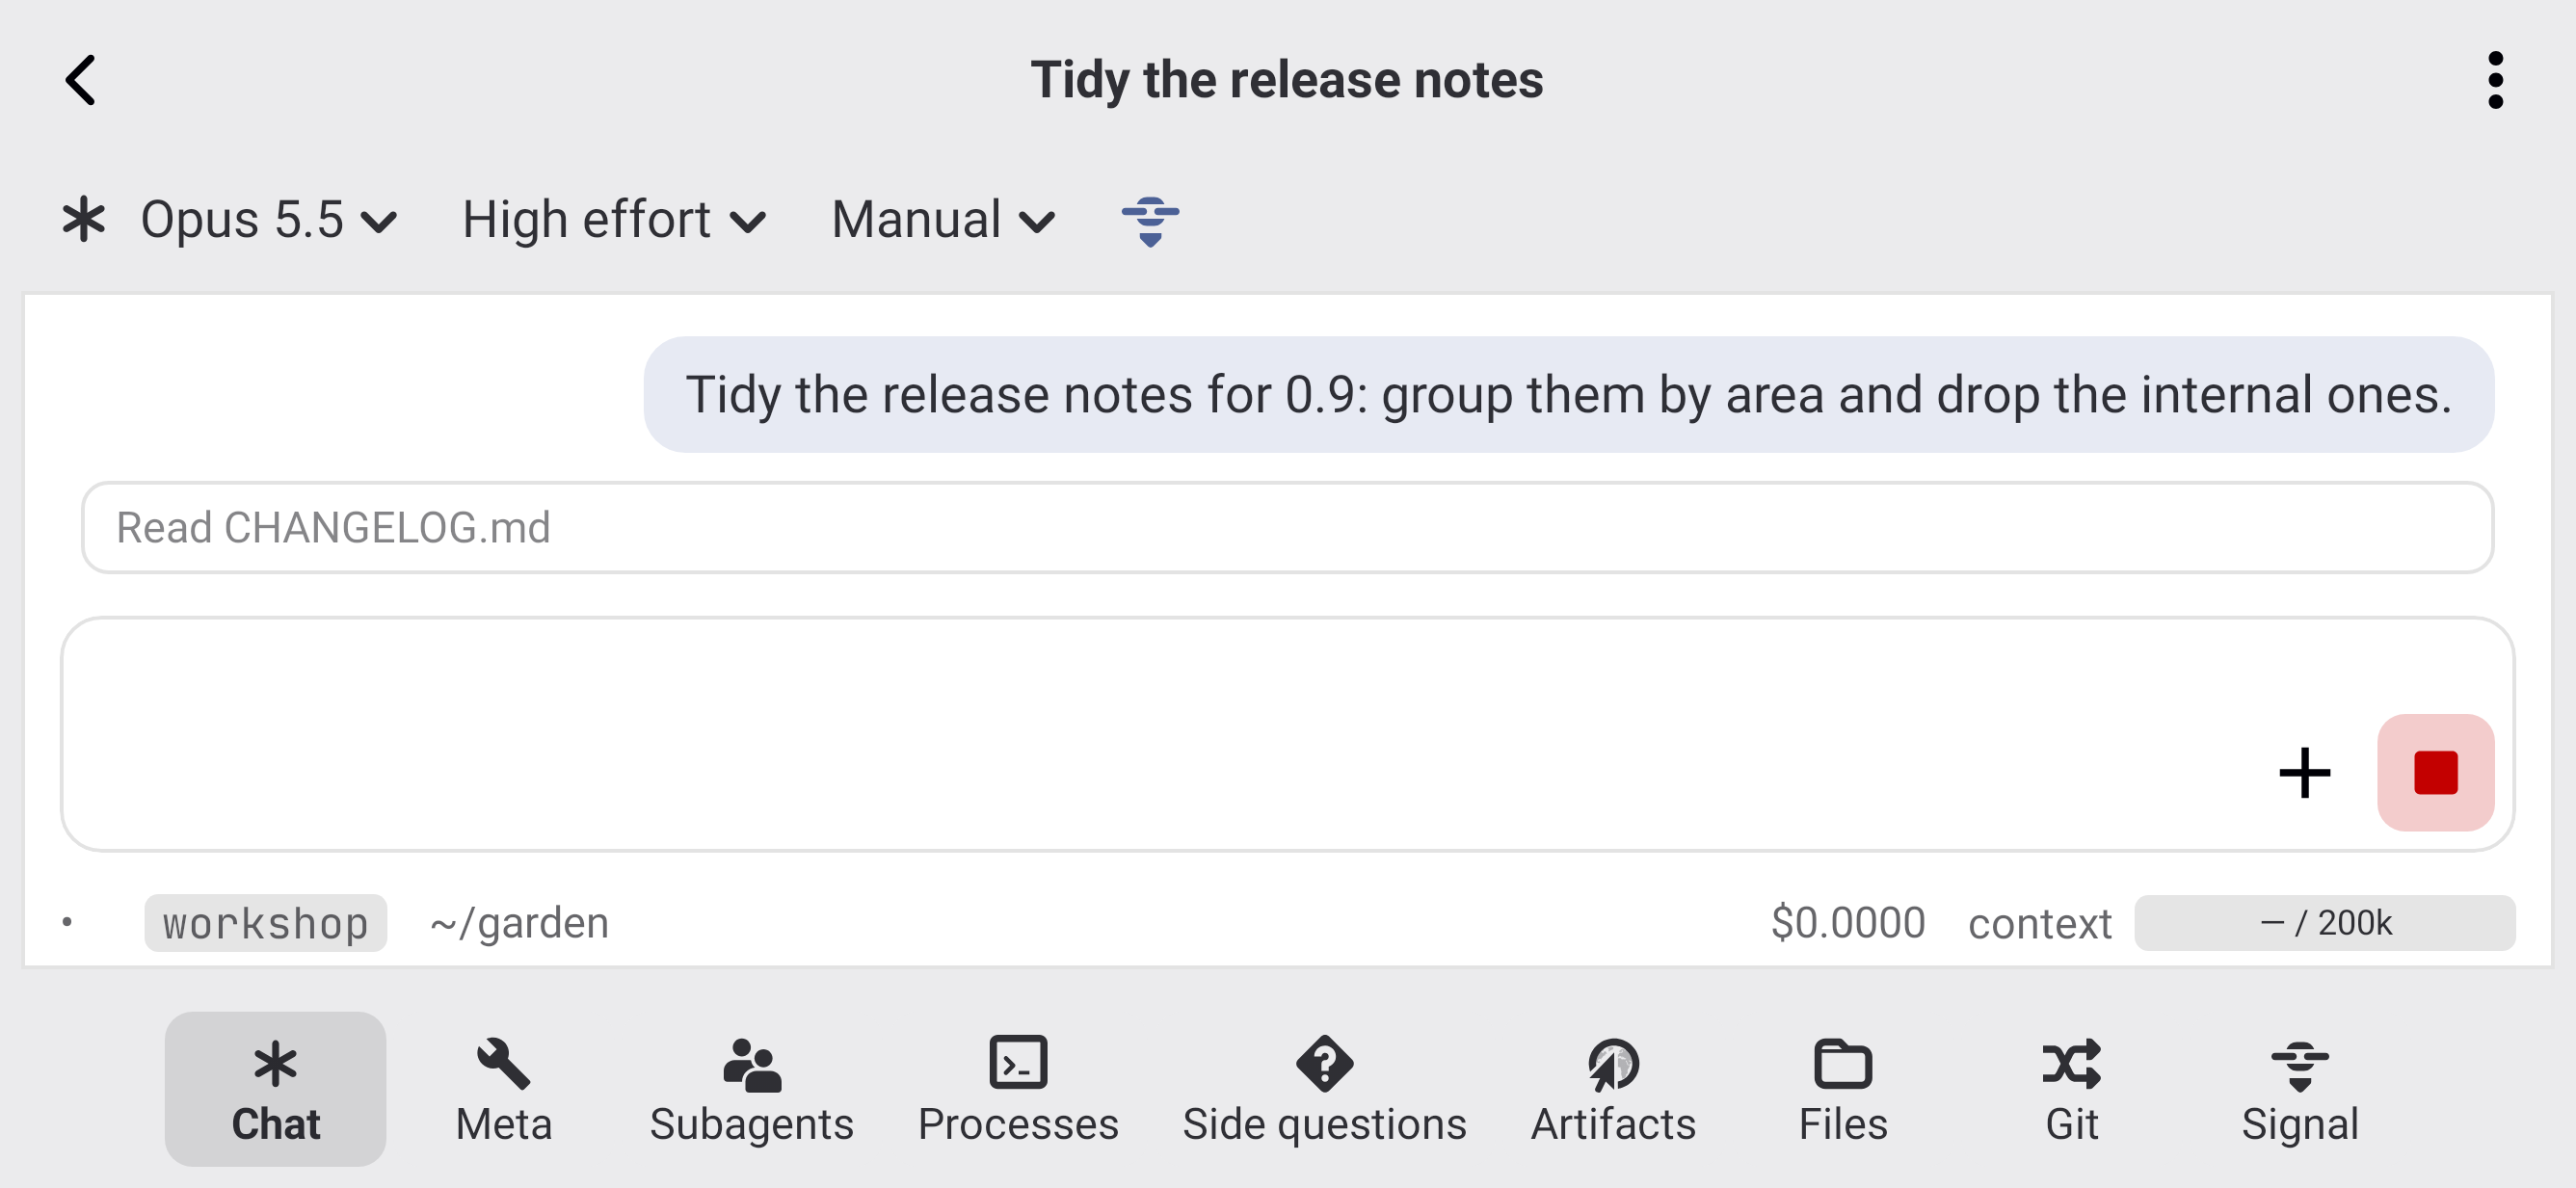 Tidy the release notes
Opus 5.5 High effort Manual
Tidy the release notes for 0.9: group them by area and drop the internal ones.
Read CHANGELOG.md
• workshop ~/garden $0.0000 context — / 200k
Chat Meta Subagents Processes Side questions Artifacts Files Git Signal